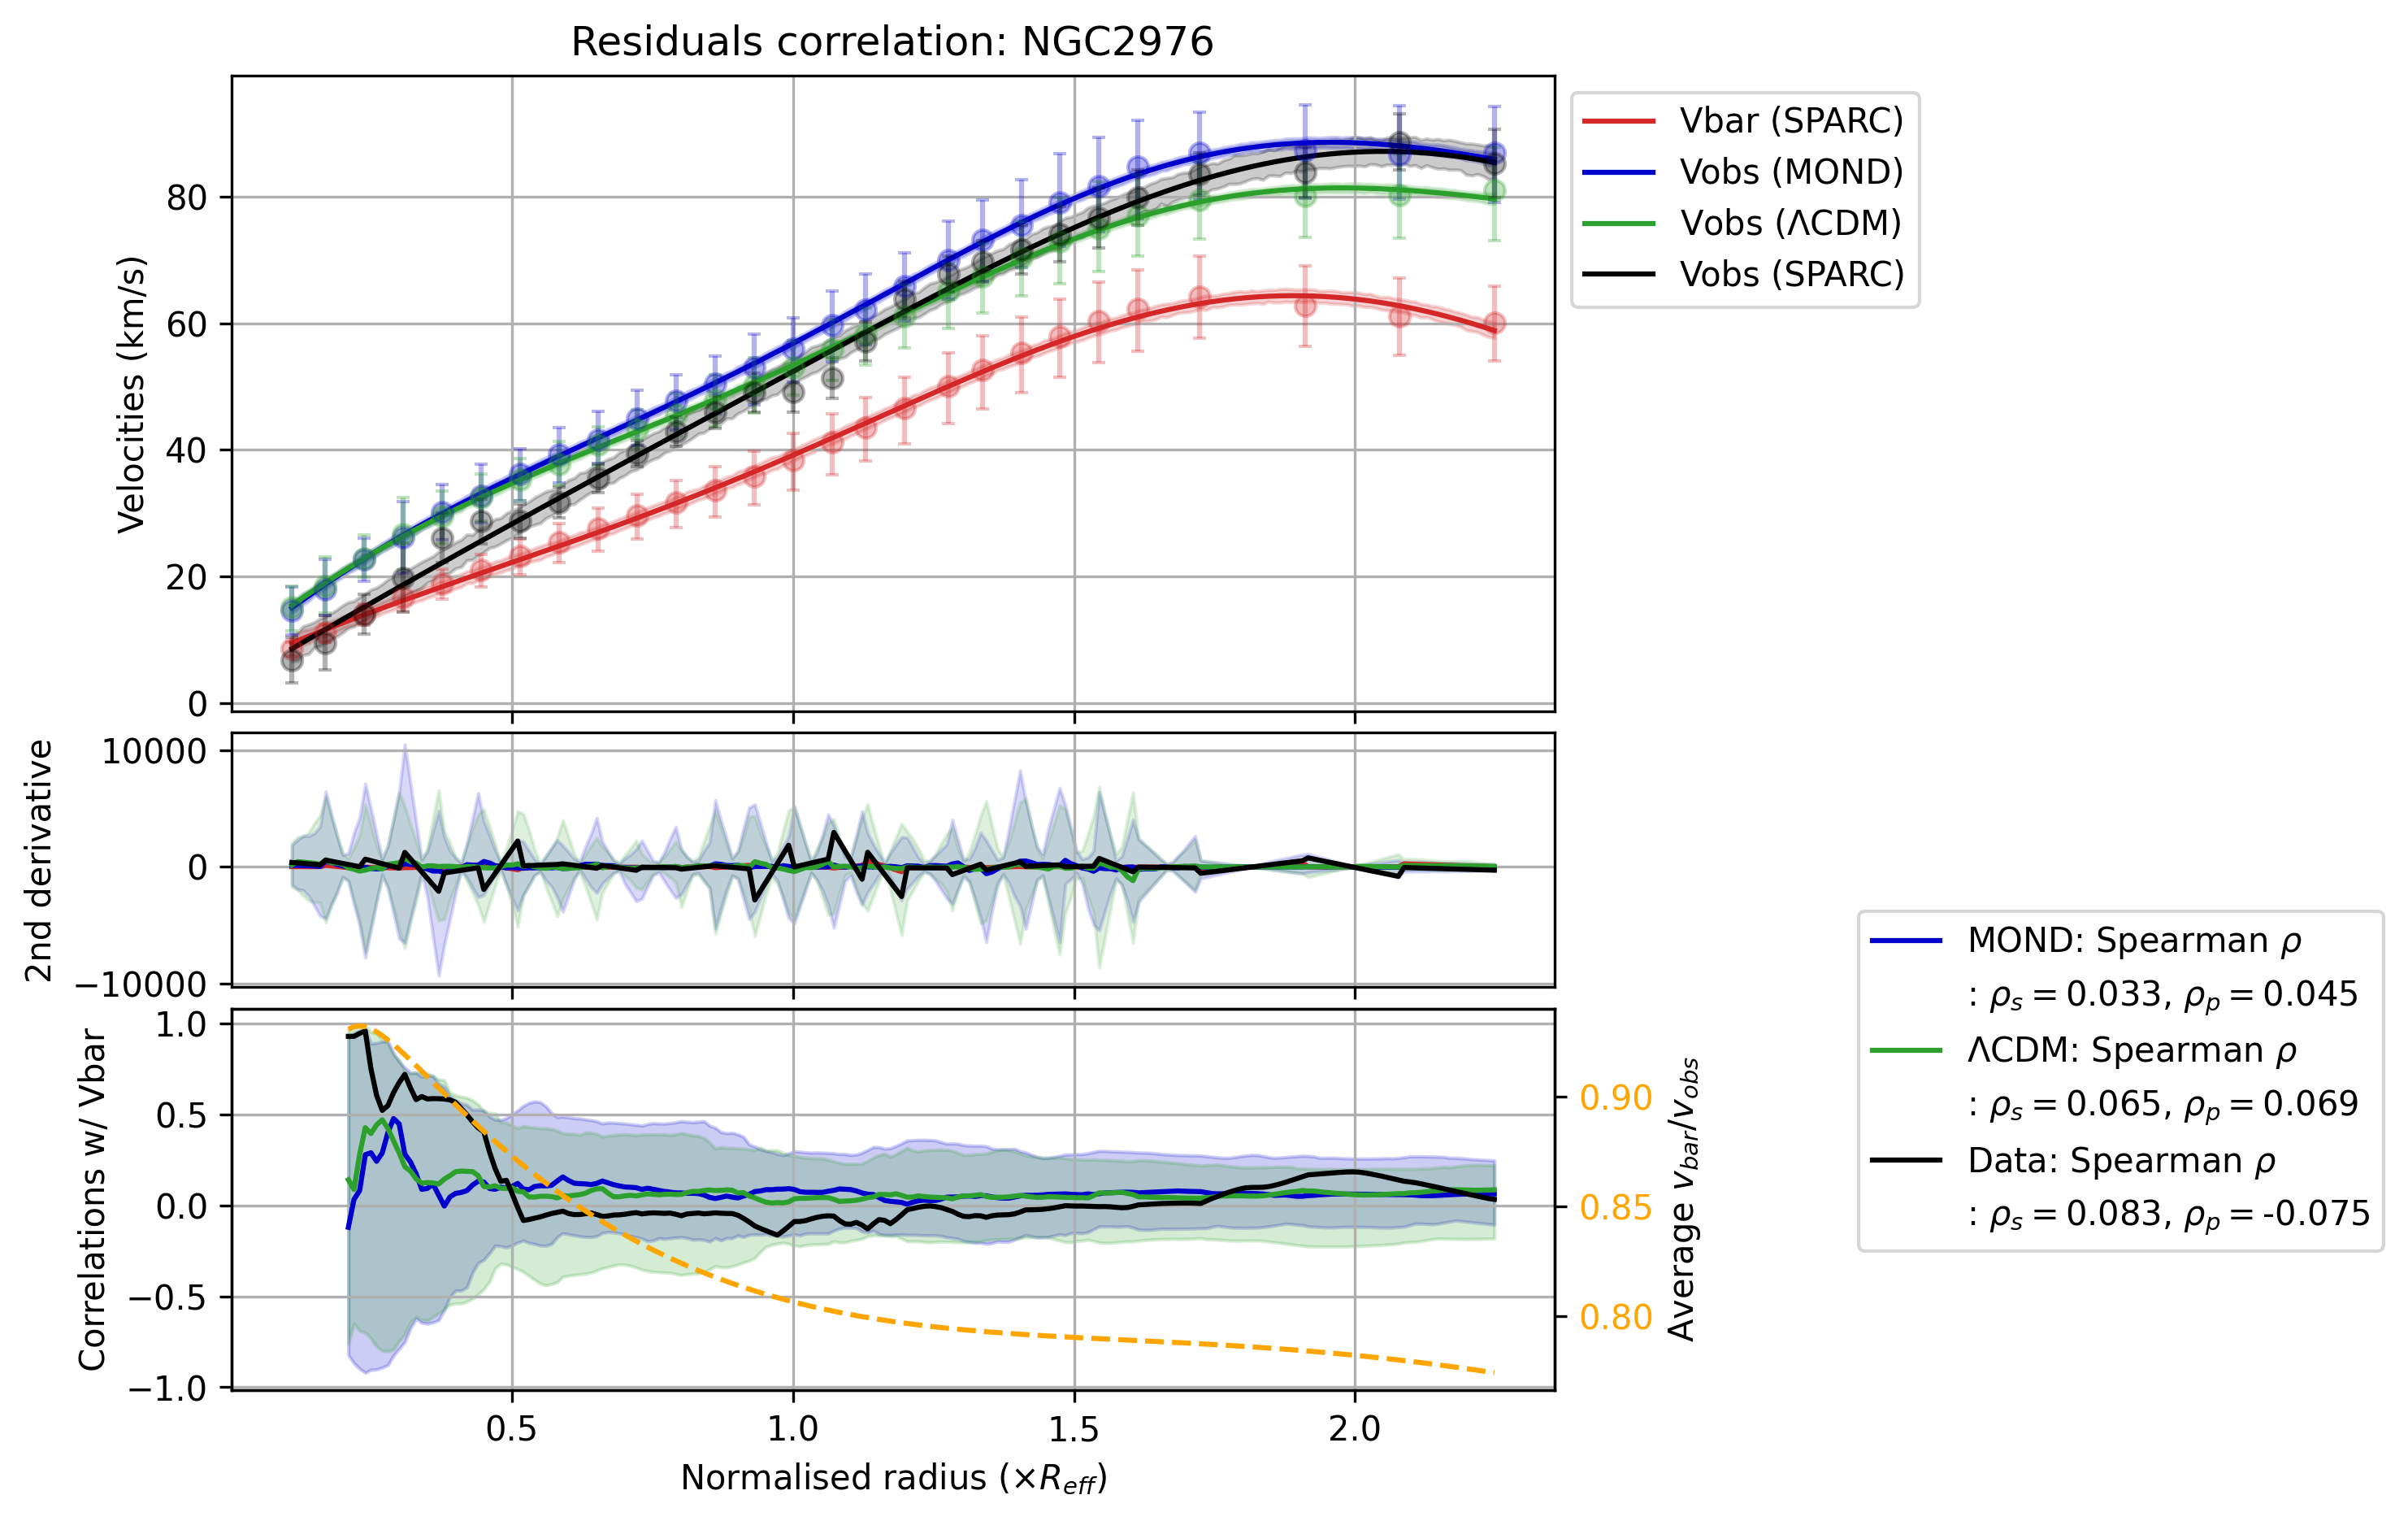 Residuals correlation: NGC2976
Velocities (km/s)
80
60
40
20
0
Vbar (SPARC)
Vobs (MOND)
Vobs (ΛCDM)
Vobs (SPARC)
2nd derivative
10000
0
−10000
Correlations w/ Vbar
1.0
0.5
0.0
−0.5
−1.0
0.90
0.85
0.80
Average v_bar/v_obs
MOND: Spearman ρ
: ρ_s = 0.033, ρ_p = 0.045
ΛCDM: Spearman ρ
: ρ_s = 0.065, ρ_p = 0.069
Data: Spearman ρ
: ρ_s = 0.083, ρ_p = -0.075
0.5 1.0 1.5 2.0
Normalised radius (×R_eff)